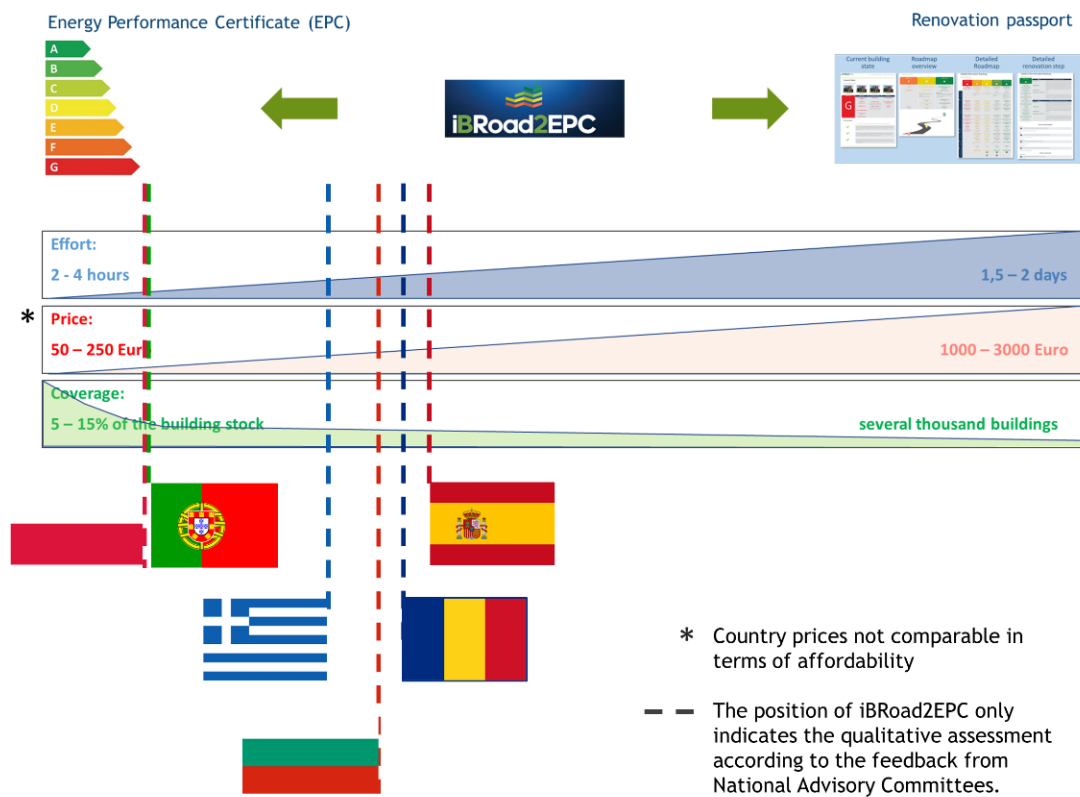 Energy Performance Certificate (EPC)
Renovation passport
A
B
C
D
E
F
G
iBRoad2EPC
Current building
state
Roadmap
overview
Detailed
Roadmap
Detailed
renovation step
G
Effort:
2 - 4 hours
1,5 – 2 days
*
Price:
50 – 250 Euro
1000 – 3000 Euro
Coverage:
5 – 15% of the building stock
several thousand buildings
* Country prices not comparable in
terms of affordability
The position of iBRoad2EPC only
indicates the qualitative assessment
according to the feedback from
National Advisory Committees.